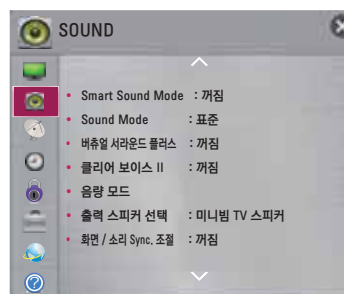 SOUND
• Smart Sound Mode : 꺼짐
• Sound Mode : 표준
• 버츄얼 서라운드 플러스 : 꺼짐
• 클리어 보이스 II : 꺼짐
• 음량 모드
• 출력 스피커 선택 : 미니빔 TV 스피커
• 화면 / 소리 Sync. 조절 : 꺼짐